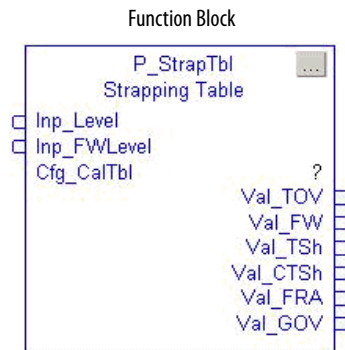 Function Block
P_StrapTbl ...
Strapping Table
Inp_Level
Inp_FWLevel
Cfg_CalTbl ?
Val_TOV
Val_FW
Val_TSh
Val_CTSh
Val_FRA
Val_GOV